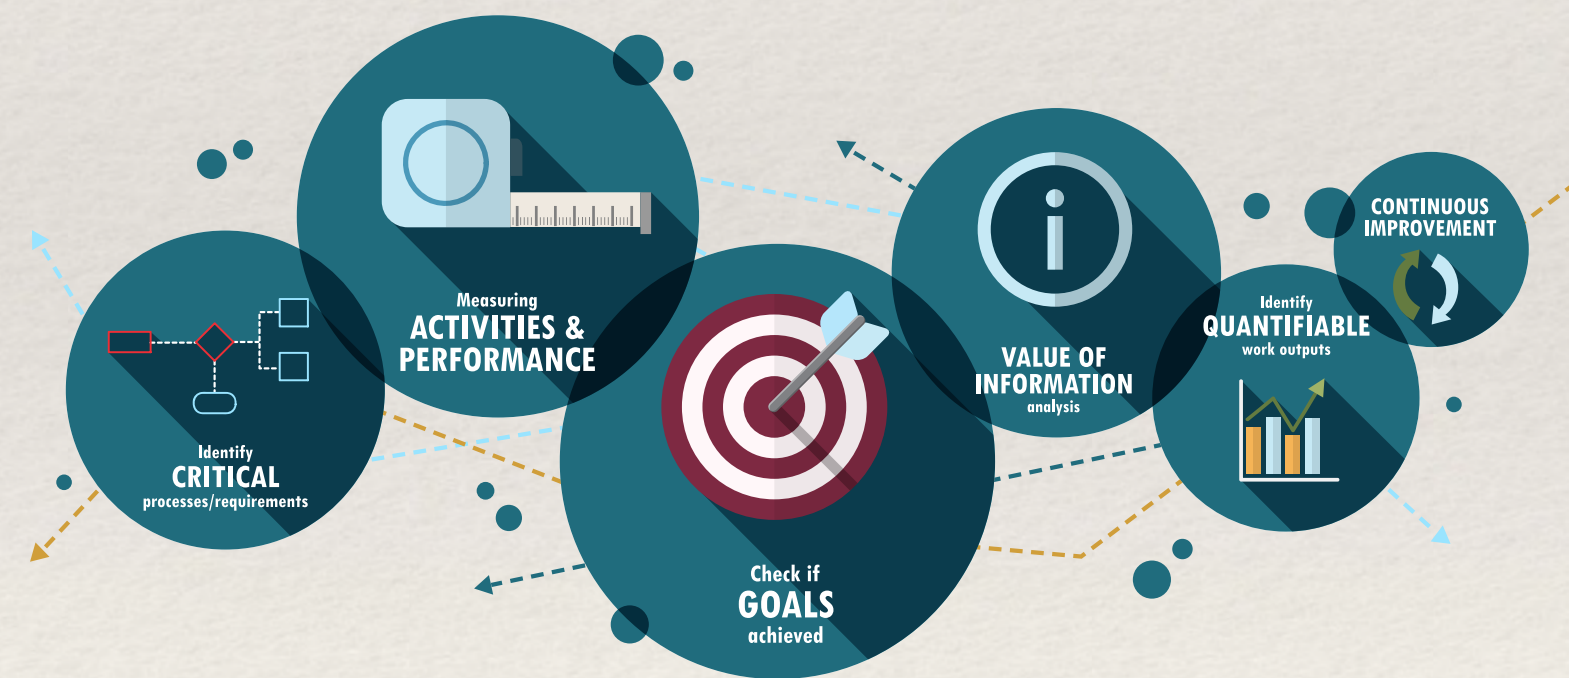 Identify
CRITICAL
processes/requirements
Measuring
ACTIVITIES &
PERFORMANCE
Check if
GOALS
achieved
VALUE OF
INFORMATION
analysis
Identify
QUANTIFIABLE
work outputs
CONTINUOUS
IMPROVEMENT